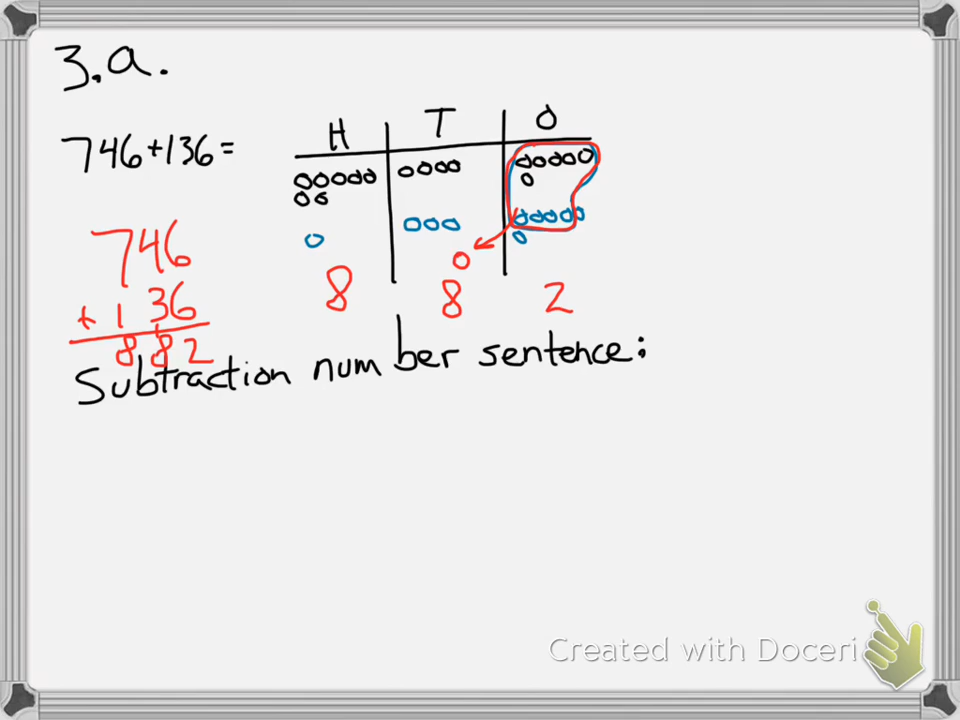 3.a.
746+136=
H T O
746
+ 136
882
8 8 2
Subtraction number sentence:
Created with Doceri